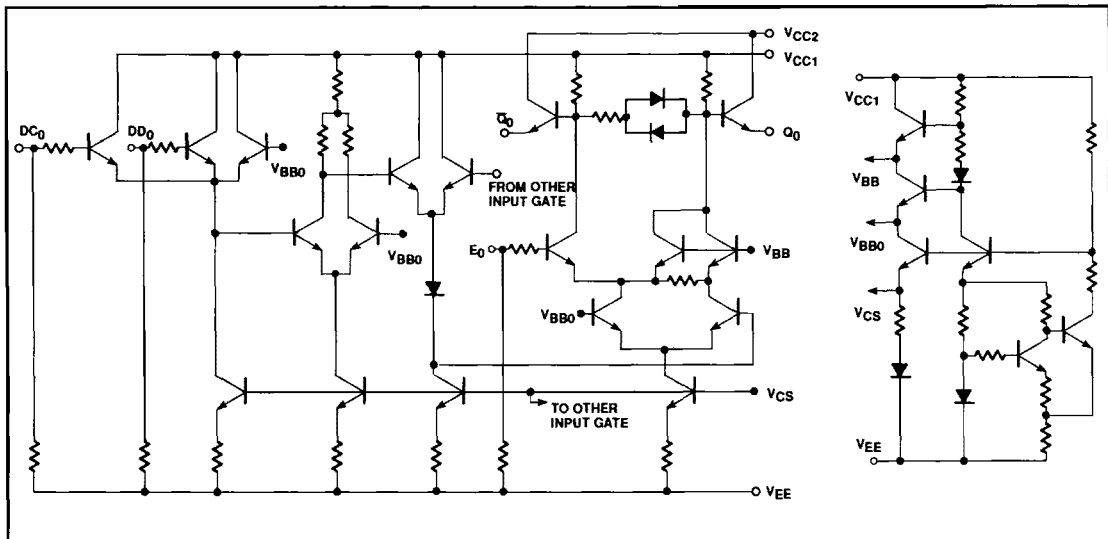 VCC2
VCC1
VCC1
DC0
DD0
Q̅0
Q0
VBB0
FROM OTHER
INPUT GATE
VBB
VBB0
E0
VBB
VBB0
VBB0
VCS
VCS
TO OTHER
INPUT GATE
VEE
VEE